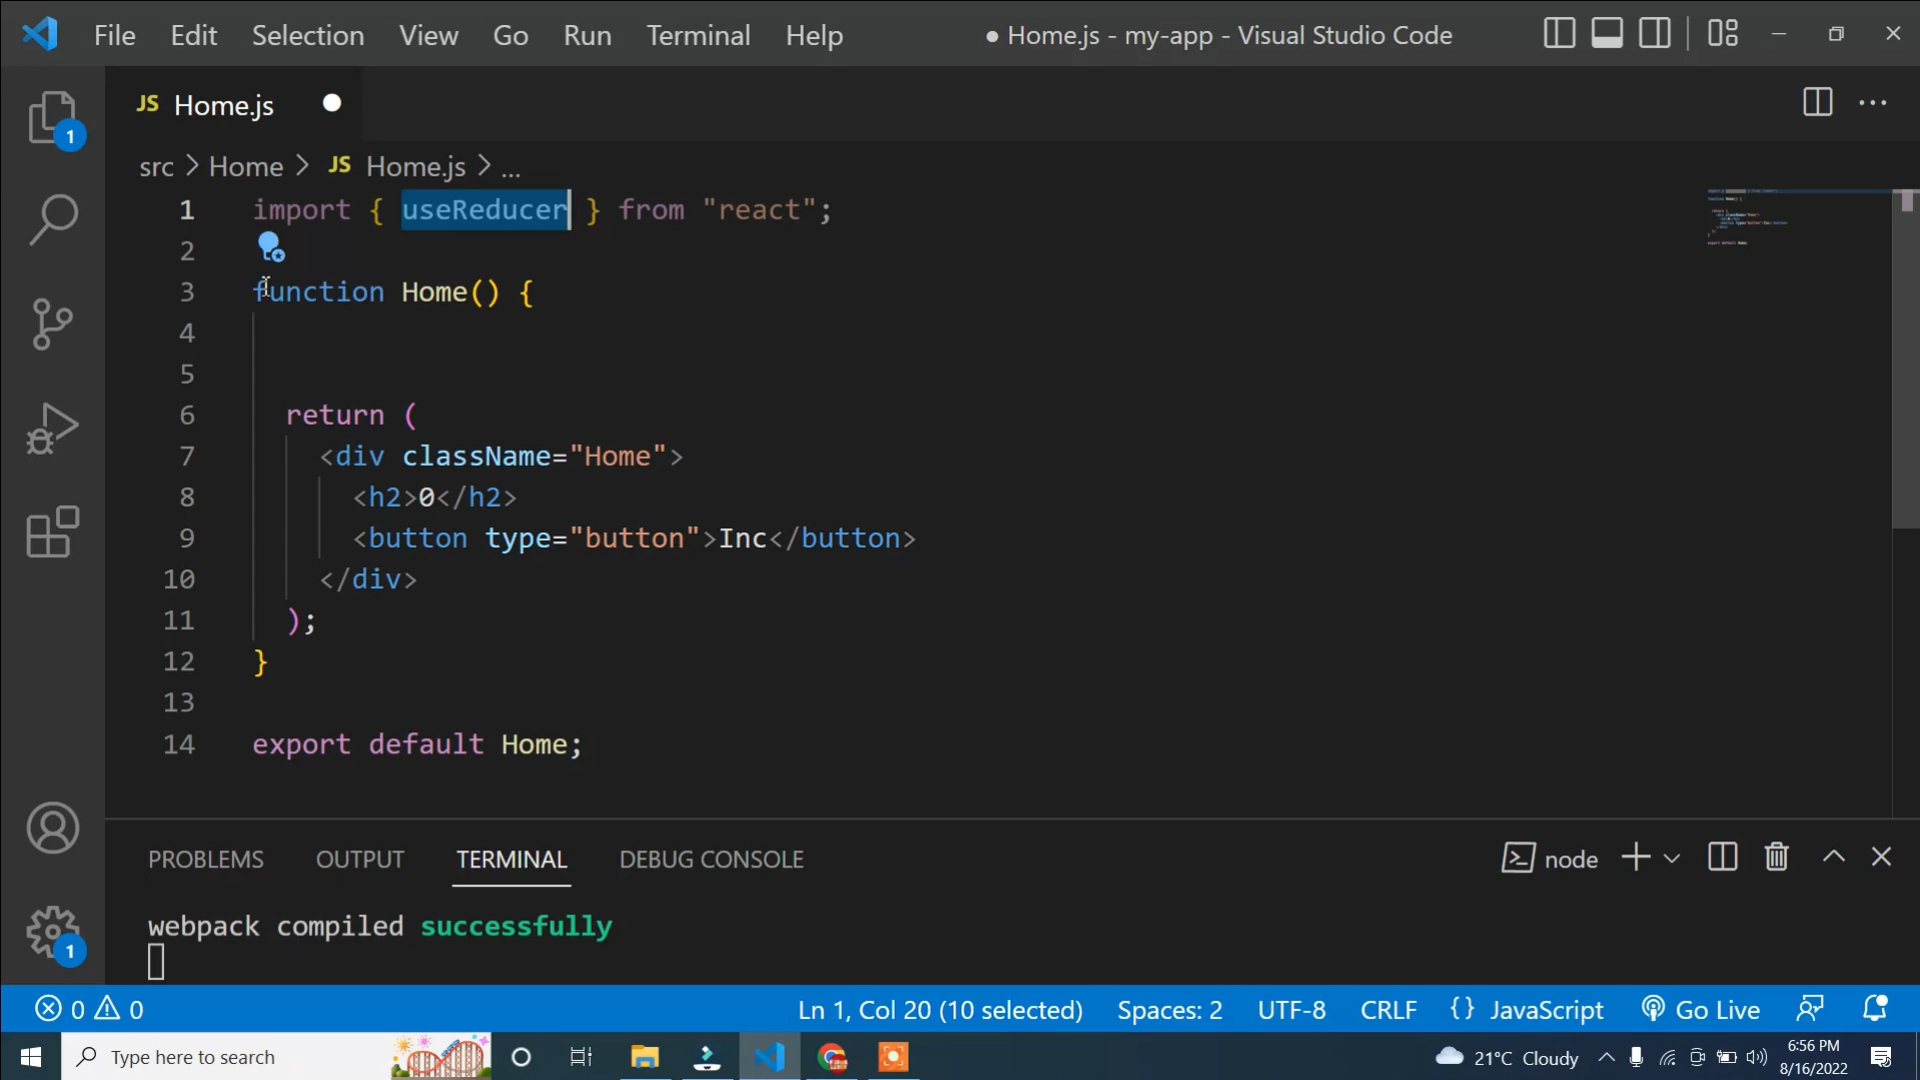 File Edit Selection View Go Run Terminal Help ● Home.js - my-app - Visual Studio Code
JS Home.js
src > Home > JS Home.js > ...
1 import { useReducer } from "react";
2
3 function Home() {
4
5
6 return (
7 <div className="Home">
8 <h2>0</h2>
9 <button type="button">Inc</button>
10 </div>
11 );
12 }
13
14 export default Home;
1
1
PROBLEMS OUTPUT TERMINAL DEBUG CONSOLE node
webpack compiled successfully
0 0 Ln 1, Col 20 (10 selected) Spaces: 2 UTF-8 CRLF {} JavaScript Go Live
Type here to search 21°C Cloudy 6:56 PM
8/16/2022